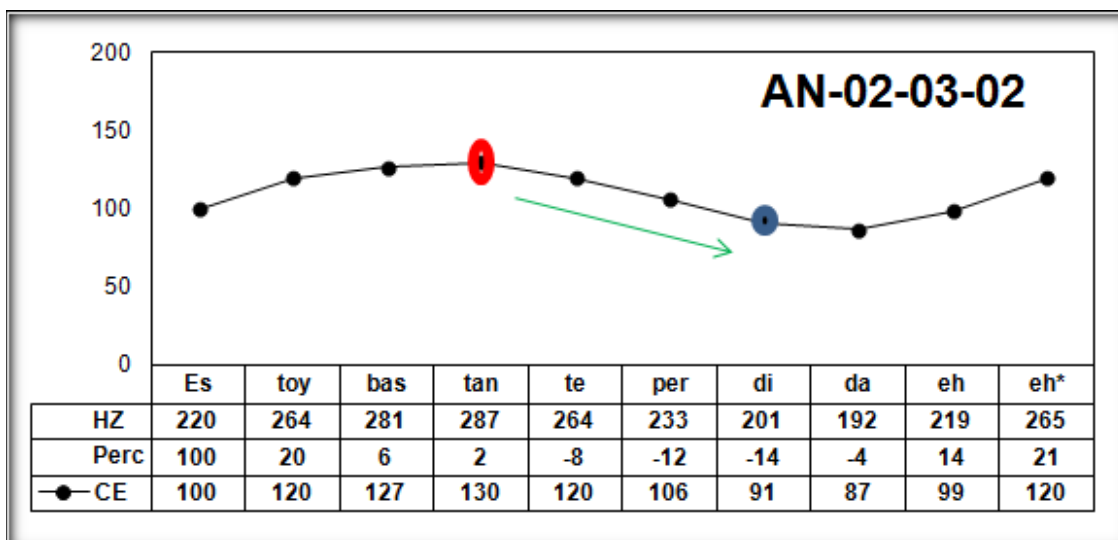 200
AN-02-03-02
150
100
50
0
Es toy bas tan te per di da eh eh*
HZ 220 264 281 287 264 233 201 192 219 265
Perc 100 20 6 2 -8 -12 -14 -4 14 21
CE 100 120 127 130 120 106 91 87 99 120